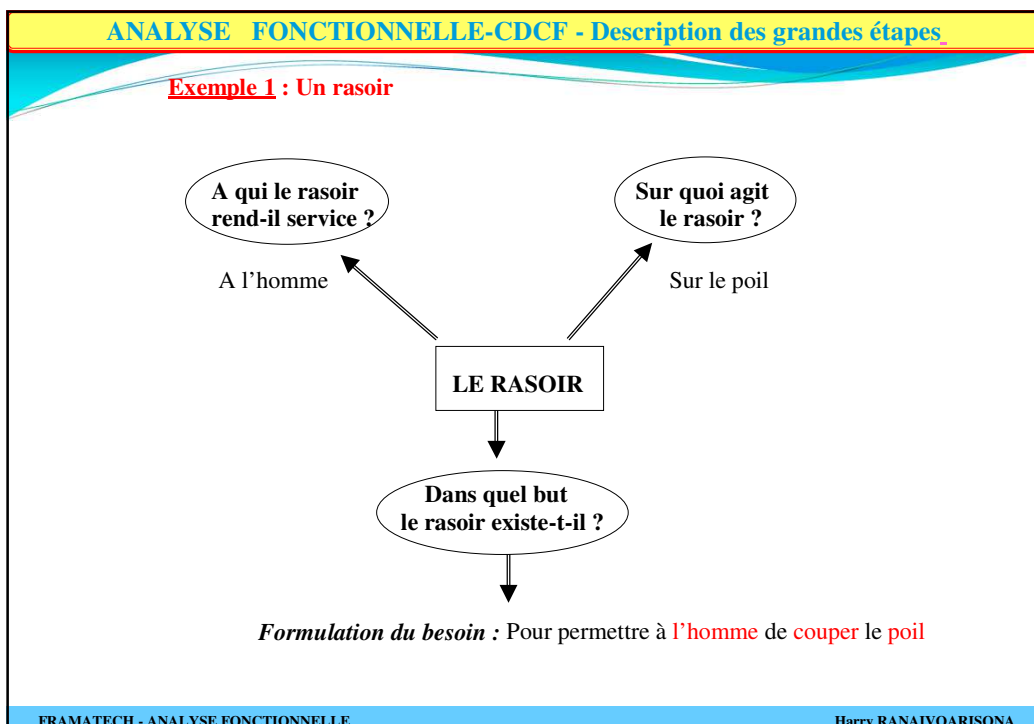 ANALYSE FONCTIONNELLE-CDCF - Description des grandes étapes
Exemple 1 : Un rasoir
A qui le rasoir
rend-il service ?
Sur quoi agit
le rasoir ?
A l’homme
Sur le poil
LE RASOIR
Dans quel but
le rasoir existe-t-il ?
Formulation du besoin : Pour permettre à l’homme de couper le poil
FRAMATECH - ANALYSE FONCTIONNELLE
Harry RANAIVOARISONA